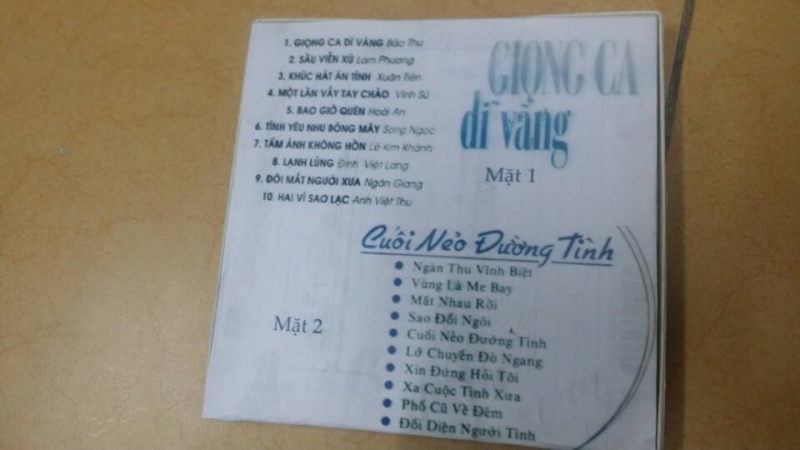 1. GIỌNG CA DĨ VÃNG Bảo Thu
2. SẦU VIỄN XỨ Lam Phương
3. KHÚC HÁT ÂN TÌNH Xuân Tiên
4. MỘT LẦN VẪY TAY CHÀO Vinh Sử
5. BAO GIỜ QUÊN Hoài An
6. TÌNH YÊU NHƯ BÓNG MÂY Song Ngọc
7. TẤM ẢNH KHÔNG HỒN Lê Kim Khánh
8. LẠNH LÙNG Đinh Việt Lang
9. ĐÔI MẮT NGƯỜI XƯA Ngân Giang
10. HAI VÌ SAO LẠC Anh Việt Thu
GIỌNG CA
dĩ vãng
Mặt 1
Cuối Nẻo Đường Tình
Ngàn Thu Vĩnh Biệt
Vùng Lá Me Bay
Mất Nhau Rồi
Sao Đổi Ngôi
Cuối Nẻo Đường Tình
Lỡ Chuyến Đò Ngang
Xin Đừng Hỏi Tôi
Xa Cuộc Tình Xưa
Phố Cũ Về Đêm
Đối Diện Người Tình
Mặt 2